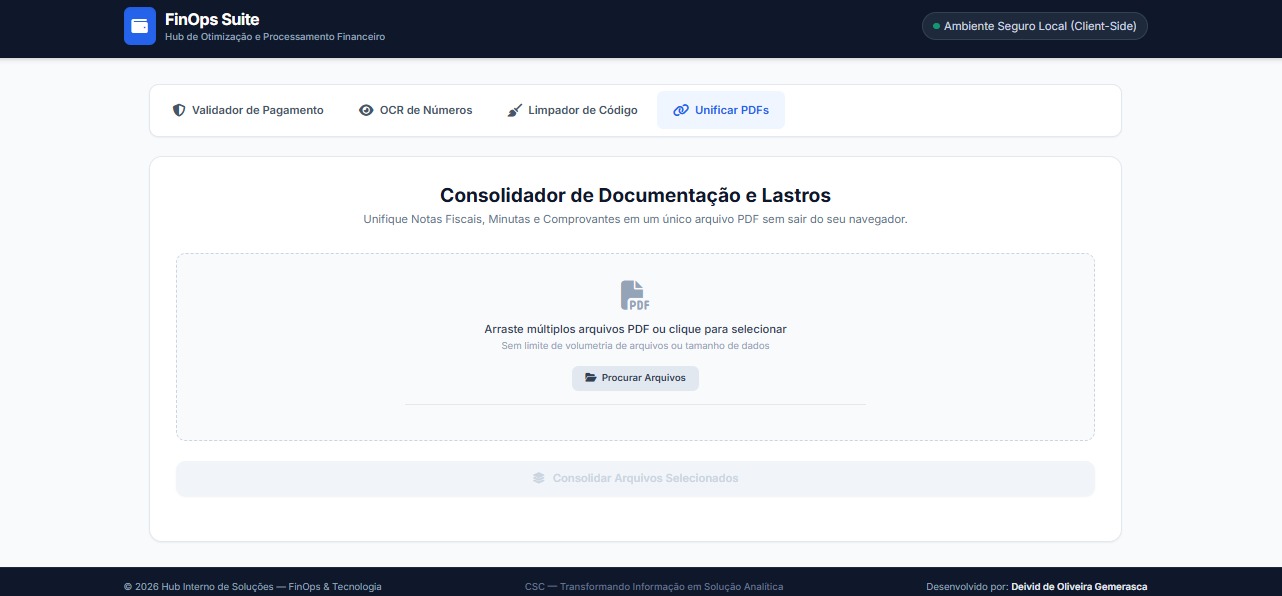 FinOps Suite
Hub de Otimização e Processamento Financeiro
Ambiente Seguro Local (Client-Side)
Validador de Pagamento
OCR de Números
Limpador de Código
Unificar PDFs
Consolidador de Documentação e Lastros
Unifique Notas Fiscais, Minutas e Comprovantes em um único arquivo PDF sem sair do seu navegador.
PDF
Arraste múltiplos arquivos PDF ou clique para selecionar
Sem limite de volumetria de arquivos ou tamanho de dados
Procurar Arquivos
Consolidar Arquivos Selecionados
© 2026 Hub Interno de Soluções — FinOps & Tecnologia
CSC — Transformando Informação em Solução Analítica
Desenvolvido por: Deivid de Oliveira Gemerasca